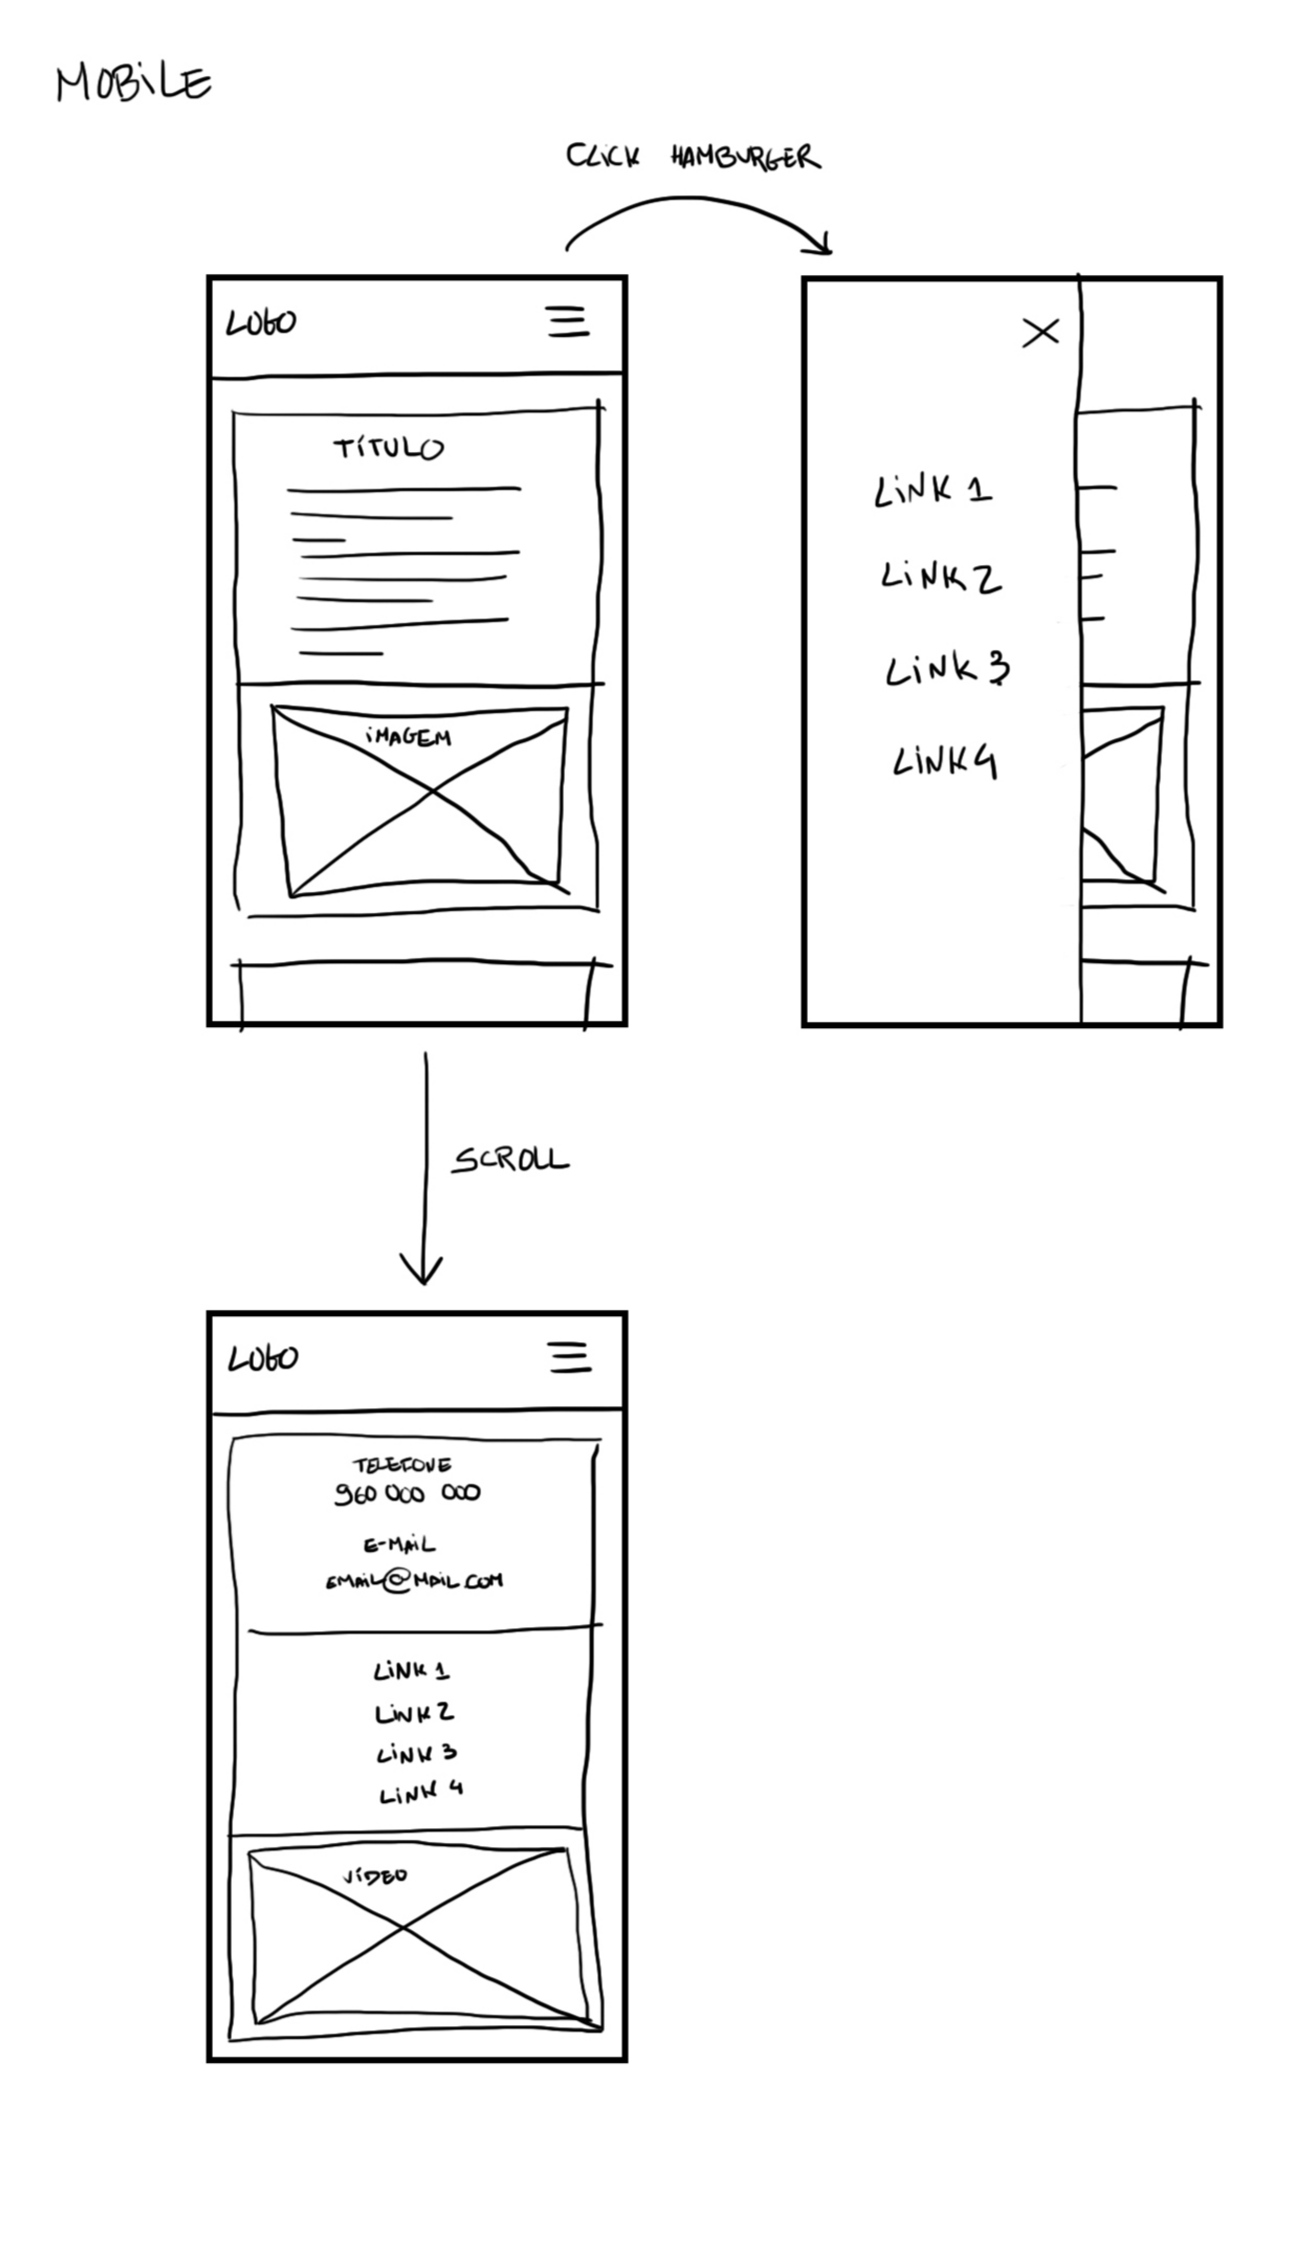 MOBiLE
CLiCK HAMBURGER
LOGO
TÍTULO
iMAGEM
X
LiNK 1
LiNK 2
LiNK 3
LiNK 4
SCROLL
LOGO
TELEFONE
960 000 000
E-MAiL
EMAiL@MAiL.COM
LiNK 1
LiNK 2
LiNK 3
LiNK 4
VÍDEO